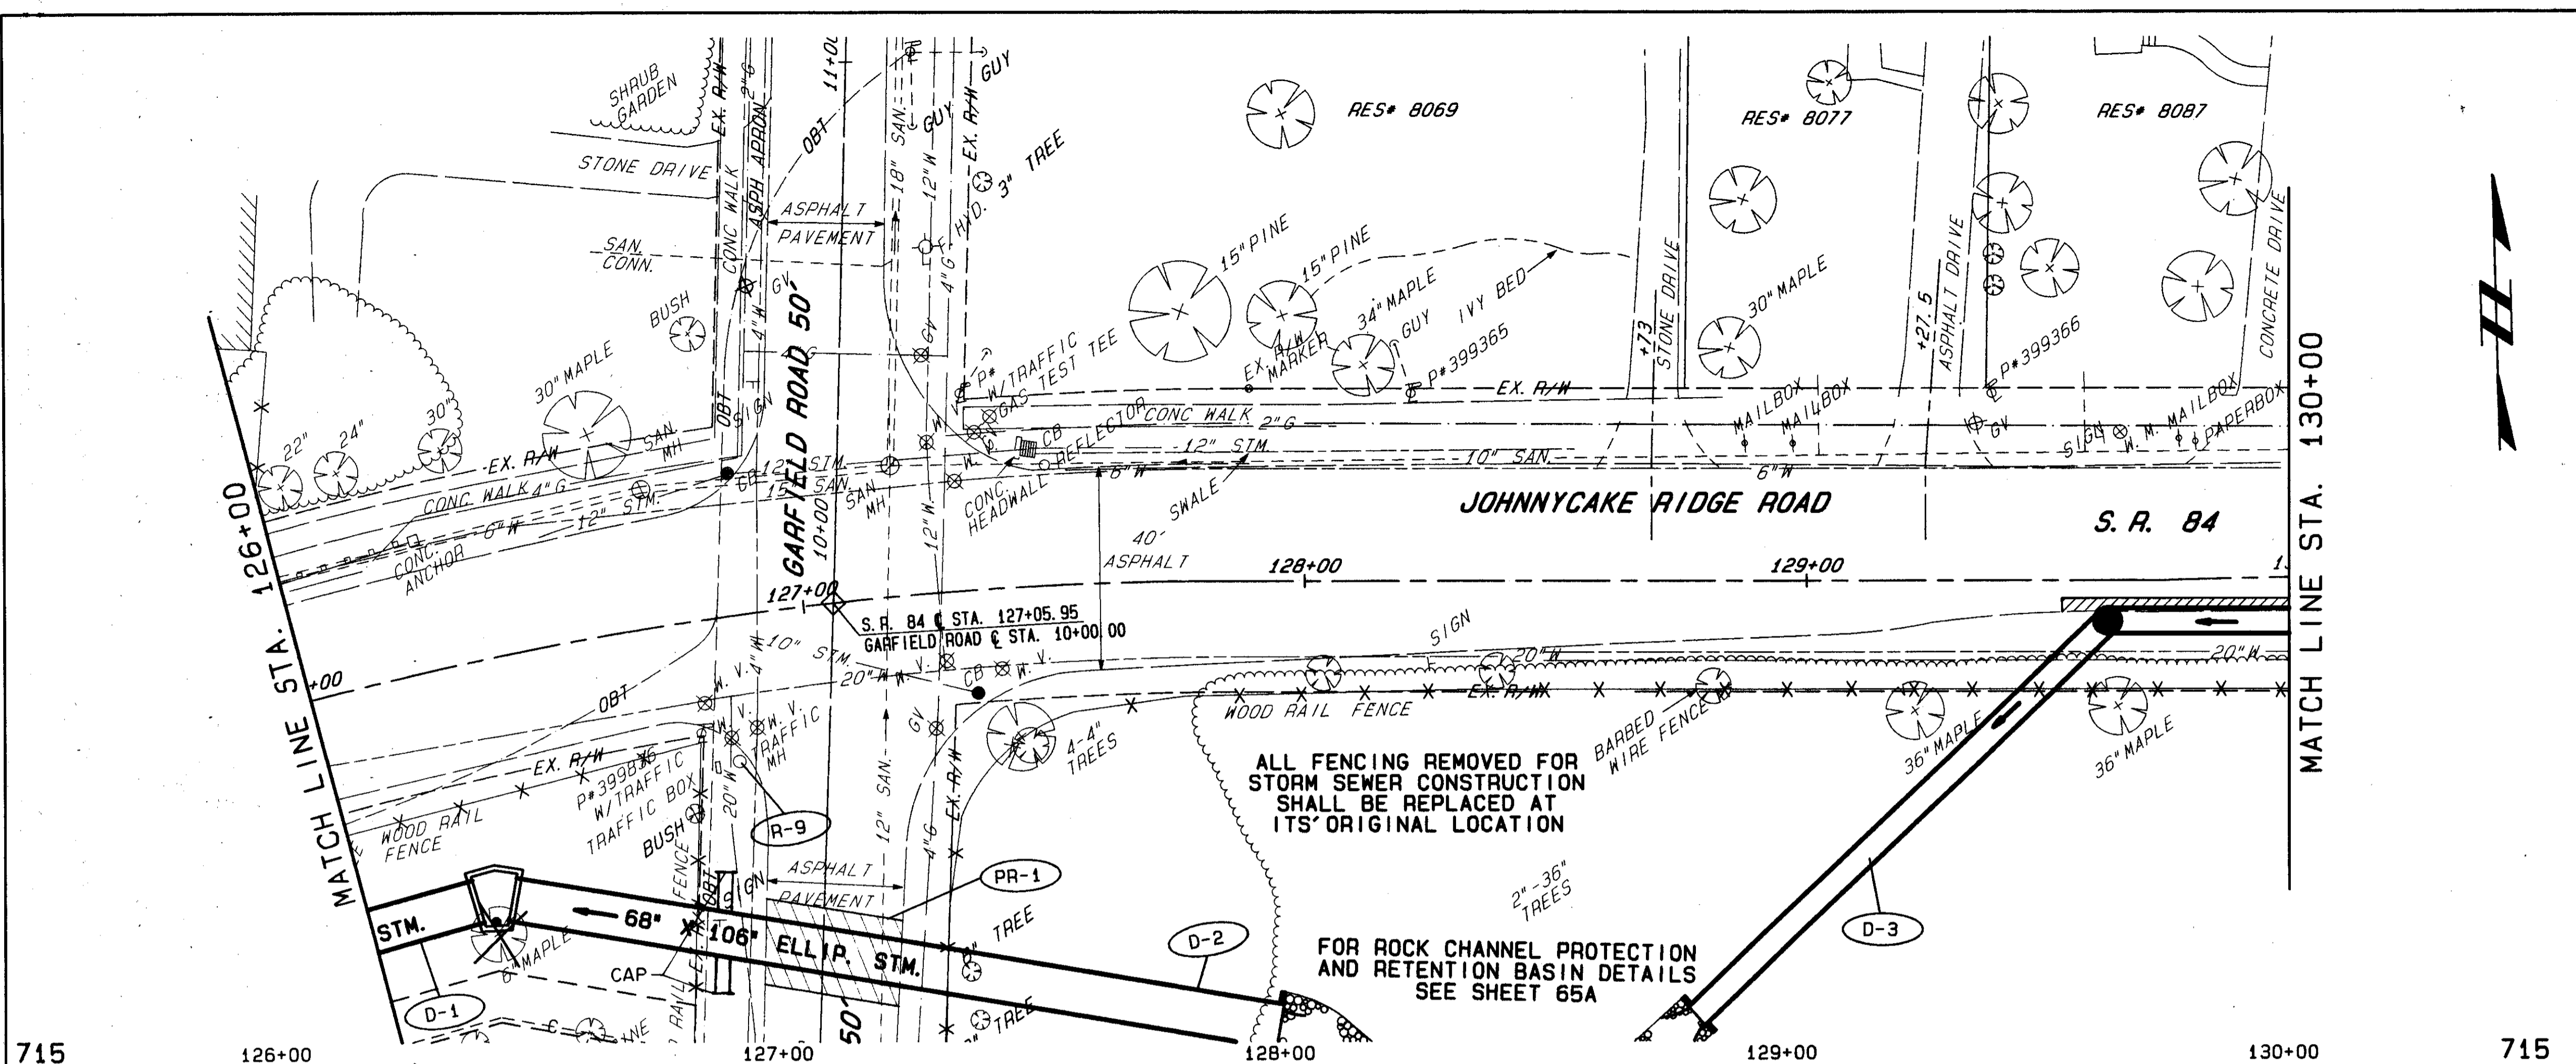 SHRUB
GARDEN
EX. R/W
2"G
11+00
GUY
GUY
OBT
18" SAN.
12" W
EX. R/W
RES# 8069
RES# 8077
RES# 8087
STONE DRIVE
CONC WALK
ASPH APRON
ASPHALT
PAVEMENT
F. HYD.
3" TREE
SAN.
CONN.
4"G
15" PINE
15" PINE
BUSH
GV
4"W
GARFIELD ROAD 50'
GV
34" MAPLE
GUY
IVY BED
P#399365
EX. R/W
MARKER
+73
STONE DRIVE
30" MAPLE
+27.5
ASPHALT DRIVE
P#399366
CONCRETE DRIVE
30" MAPLE
P#
W/TRAFFIC
GAS TEST TEE
EX. R/W
22"
24"
30"
SAN.
MH
OBT
SIGN
CONC WALK
2"G
CB
REFLECTOR
12" STM.
10" SAN.
MAILBOX
MAILBOX
GV
SIGN
W. M.
MAILBOX
PAPERBOX
EX. R/W
CONC WALK
4"G
6"W
12" STM.
CB
12" STM.
15" SAN.
SAN
MH
12"W
CONC.
HEADWALL
6"W
SWALE
6"W
JOHNNYCAKE RIDGE ROAD
S. R. 84
MATCH LINE STA. 126+00
CONC.
ANCHOR
10+00
40'
ASPHALT
127+00
128+00
129+00
MATCH LINE STA. 130+00
S.R. 84 ℄ STA. 127+05.95
GARFIELD ROAD ℄ STA. 10+00.00
+00
OBT
W. V.
4"W
10"
STM.
20"W
W. V.
CB
W. V.
SIGN
20"W
20"W
EX. R/W
WOOD RAIL FENCE
EX. R/W
W. V.
W. V.
TRAFFIC
MH
GV
4-4"
TREES
BARBED
WIRE FENCE
36" MAPLE
36" MAPLE
P#399836
W/TRAFFIC
TRAFFIC BOX
BUSH
WOOD RAIL
FENCE
20"W
12" SAN.
4"G
EX. R/W
R-9
ALL FENCING REMOVED FOR
STORM SEWER CONSTRUCTION
SHALL BE REPLACED AT
ITS' ORIGINAL LOCATION
FENCE
OBT
ASPHALT
PAVEMENT
PR-1
2"-36"
TREES
STM.
68" X 106" ELLIP. STM.
TREE
D-2
D-3
FOR ROCK CHANNEL PROTECTION
AND RETENTION BASIN DETAILS
SEE SHEET 65A
6" MAPLE
CAP
RAIL
D-1
50'
TREE
715
126+00
127+00
128+00
129+00
130+00
715